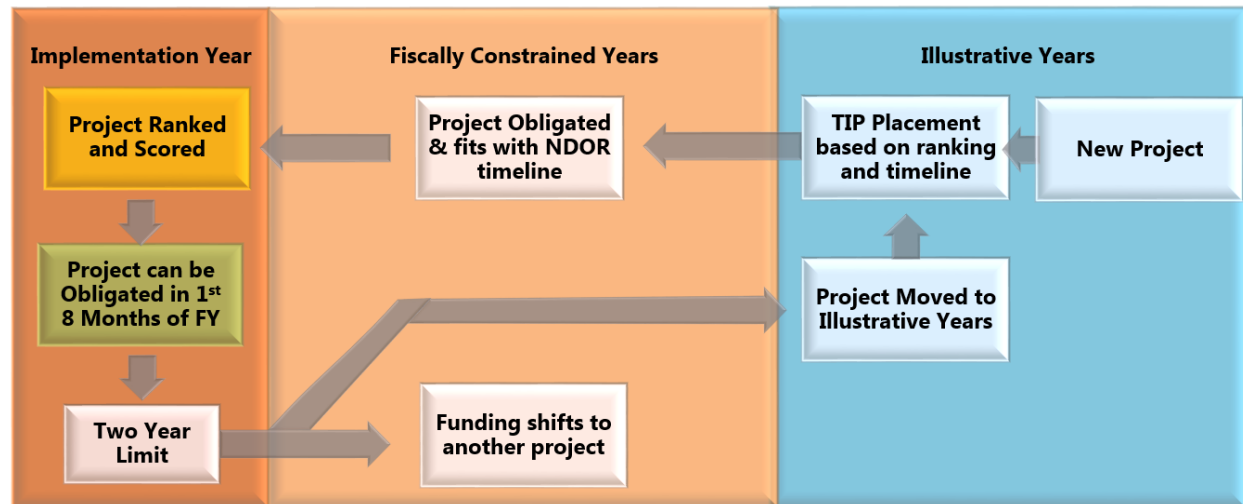 Implementation Year
Fiscally Constrained Years
Illustrative Years
Project Ranked
and Scored
Project Obligated
& fits with NDOR
timeline
TIP Placement
based on ranking
and timeline
New Project
Project can be
Obligated in 1st
8 Months of FY
Project Moved to
Illustrative Years
Two Year
Limit
Funding shifts to
another project